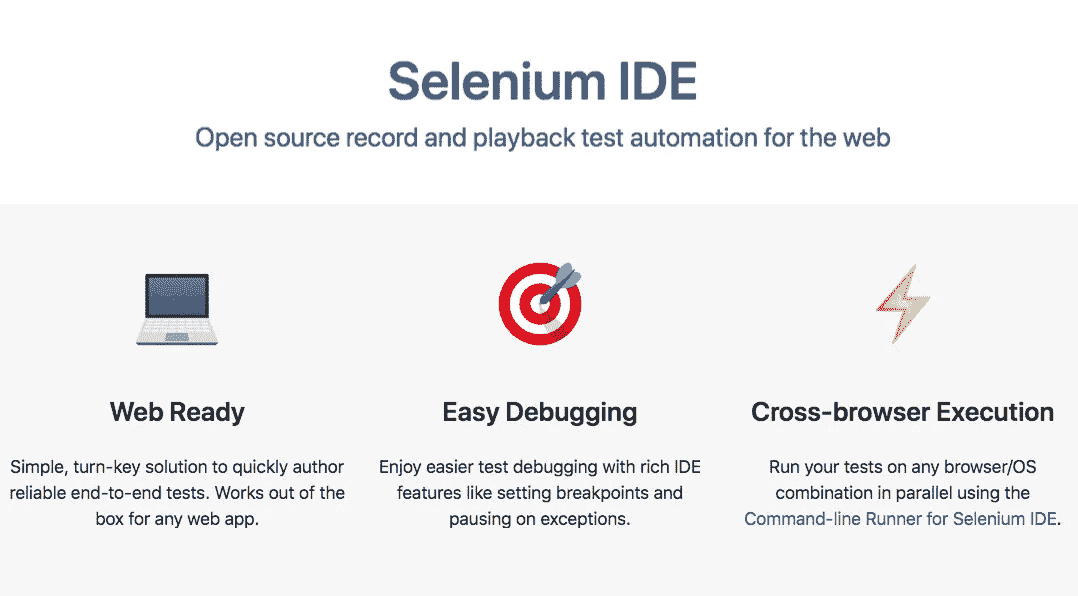 Selenium IDE
Open source record and playback test automation for the web
Web Ready
Simple, turn-key solution to quickly author
reliable end-to-end tests. Works out of the
box for any web app.
Easy Debugging
Enjoy easier test debugging with rich IDE
features like setting breakpoints and
pausing on exceptions.
Cross-browser Execution
Run your tests on any browser/OS
combination in parallel using the
Command-line Runner for Selenium IDE.